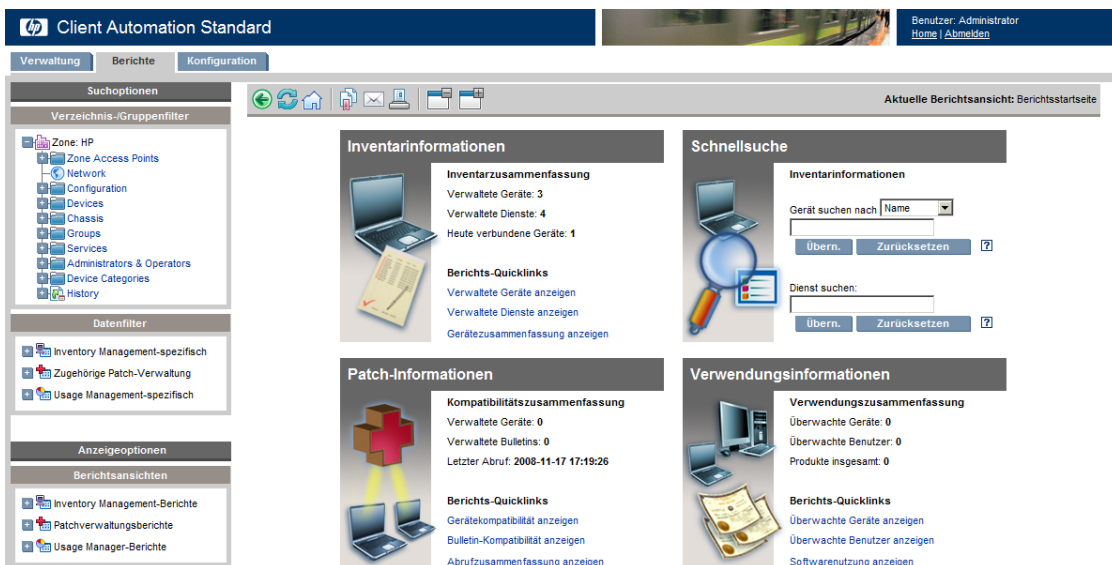 hp Client Automation Standard
Benutzer: Administrator
Home | Abmelden
Verwaltung Berichte Konfiguration
Suchoptionen
Verzeichnis-/Gruppenfilter
Zone: HP
Zone Access Points
Network
Configuration
Devices
Chassis
Groups
Services
Administrators & Operators
Device Categories
History
Datenfilter
Inventory Management-spezifisch
Zugehörige Patch-Verwaltung
Usage Management-spezifisch
Anzeigeoptionen
Berichtsansichten
Inventory Management-Berichte
Patchverwaltungsberichte
Usage Manager-Berichte
Aktuelle Berichtsansicht: Berichtsstartseite
Inventarinformationen
Inventarzusammenfassung
Verwaltete Geräte: 3
Verwaltete Dienste: 4
Heute verbundene Geräte: 1
Berichts-Quicklinks
Verwaltete Geräte anzeigen
Verwaltete Dienste anzeigen
Gerätezusammenfassung anzeigen
Schnellsuche
Inventarinformationen
Gerät suchen nach Name
Übern. Zurücksetzen ?
Dienst suchen:
Übern. Zurücksetzen ?
Patch-Informationen
Kompatibilitätszusammenfassung
Verwaltete Geräte: 0
Verwaltete Bulletins: 0
Letzter Abruf: 2008-11-17 17:19:26
Berichts-Quicklinks
Gerätekompatibilität anzeigen
Bulletin-Kompatibilität anzeigen
Abrufzusammenfassung anzeigen
Verwendungsinformationen
Verwendungszusammenfassung
Überwachte Geräte: 0
Überwachte Benutzer: 0
Produkte insgesamt: 0
Berichts-Quicklinks
Überwachte Geräte anzeigen
Überwachte Benutzer anzeigen
Softwarenutzung anzeigen